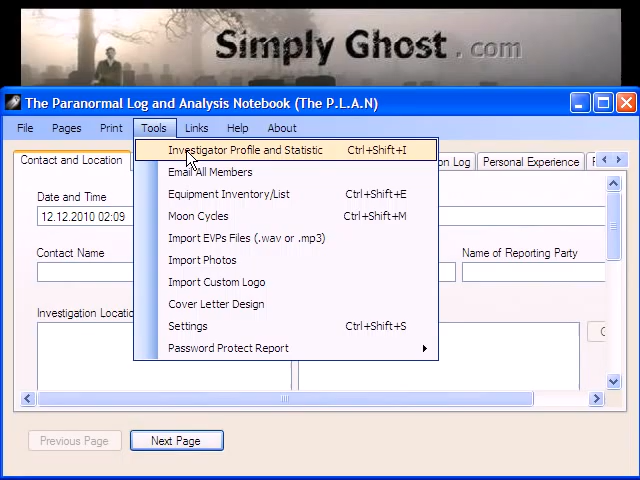 Simply Ghost.com
The Paranormal Log and Analysis Notebook (The P.L.A.N)
File Pages Print Tools Links Help About
Contact and Location
on Log
Personal Experience
Investigator Profile and Statistic Ctrl+Shift+I
Email All Members
Equipment Inventory/List Ctrl+Shift+E
Moon Cycles Ctrl+Shift+M
Import EVPs Files (.wav or .mp3)
Import Photos
Import Custom Logo
Cover Letter Design
Settings Ctrl+Shift+S
Password Protect Report
Date and Time
12.12.2010 02:09
Contact Name
Name of Reporting Party
Investigation Locatio
Previous Page
Next Page